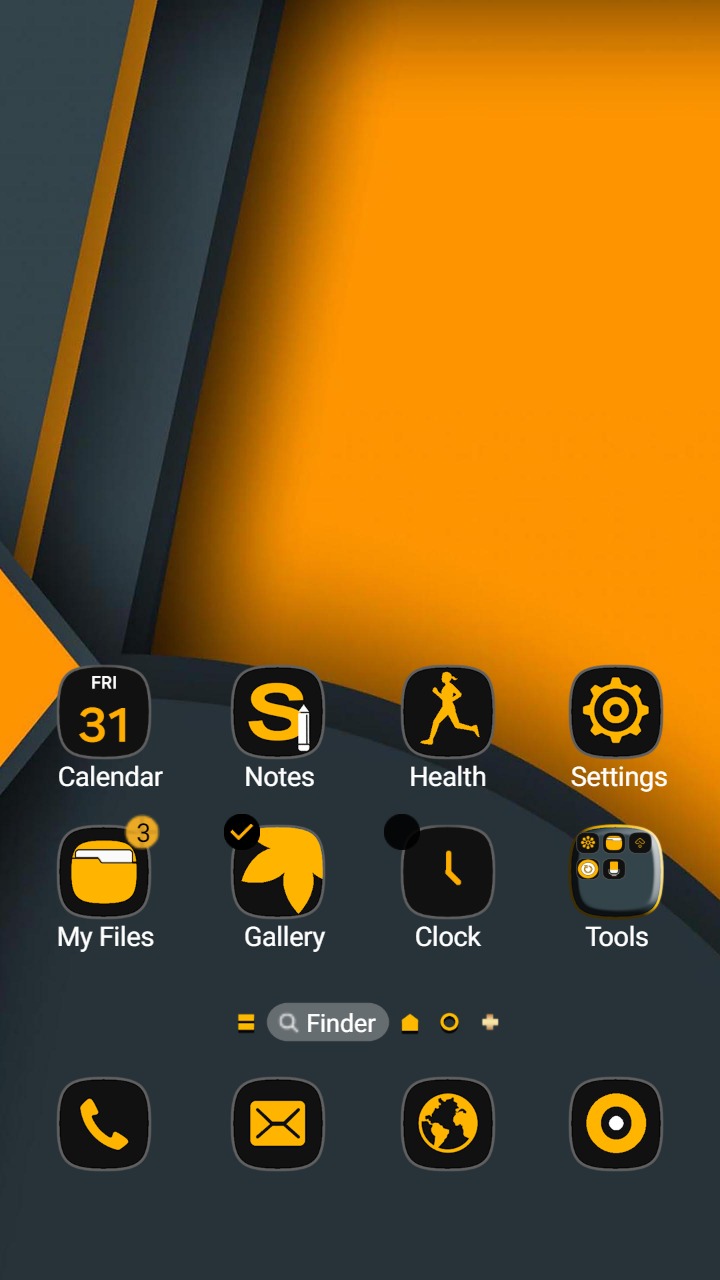 FRI
31
S
Calendar
Notes
Health
Settings
3
My Files
Gallery
Clock
Tools
Finder